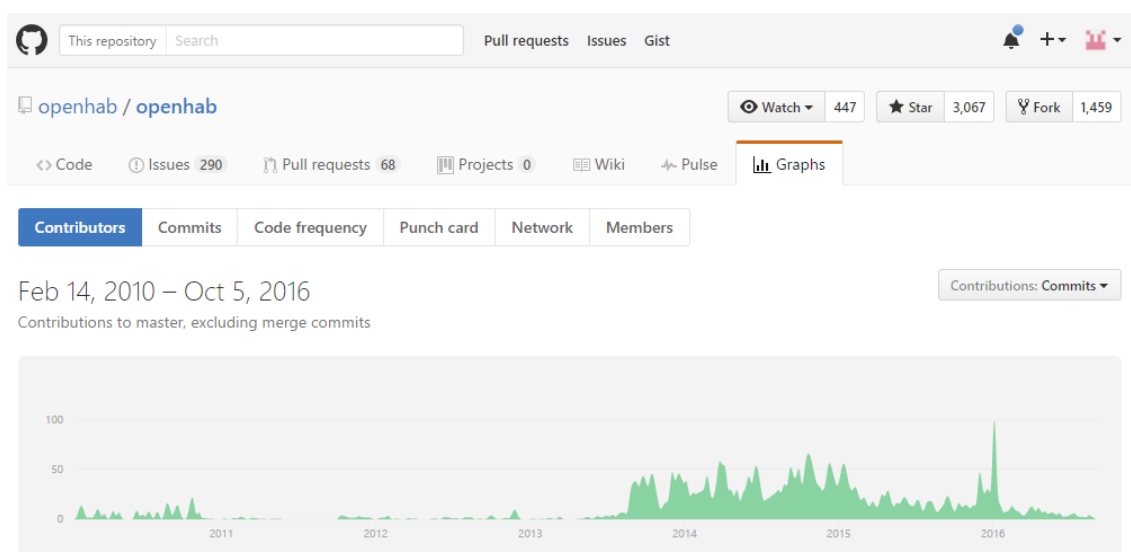 This repository Search Pull requests Issues Gist
openhab / openhab Watch 447 Star 3,067 Fork 1,459
Code Issues 290 Pull requests 68 Projects 0 Wiki Pulse Graphs
Contributors Commits Code frequency Punch card Network Members
Feb 14, 2010 – Oct 5, 2016 Contributions: Commits
Contributions to master, excluding merge commits
100
50
0
2011 2012 2013 2014 2015 2016